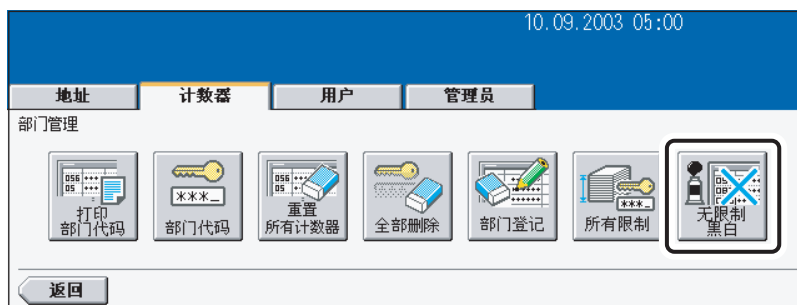 10.09.2003 05:00
地址 计数器 用户 管理员
部门管理
打印 部门代码
部门代码
重置 所有计数器
全部删除
部门登记
所有限制
无限制 黑白
返回